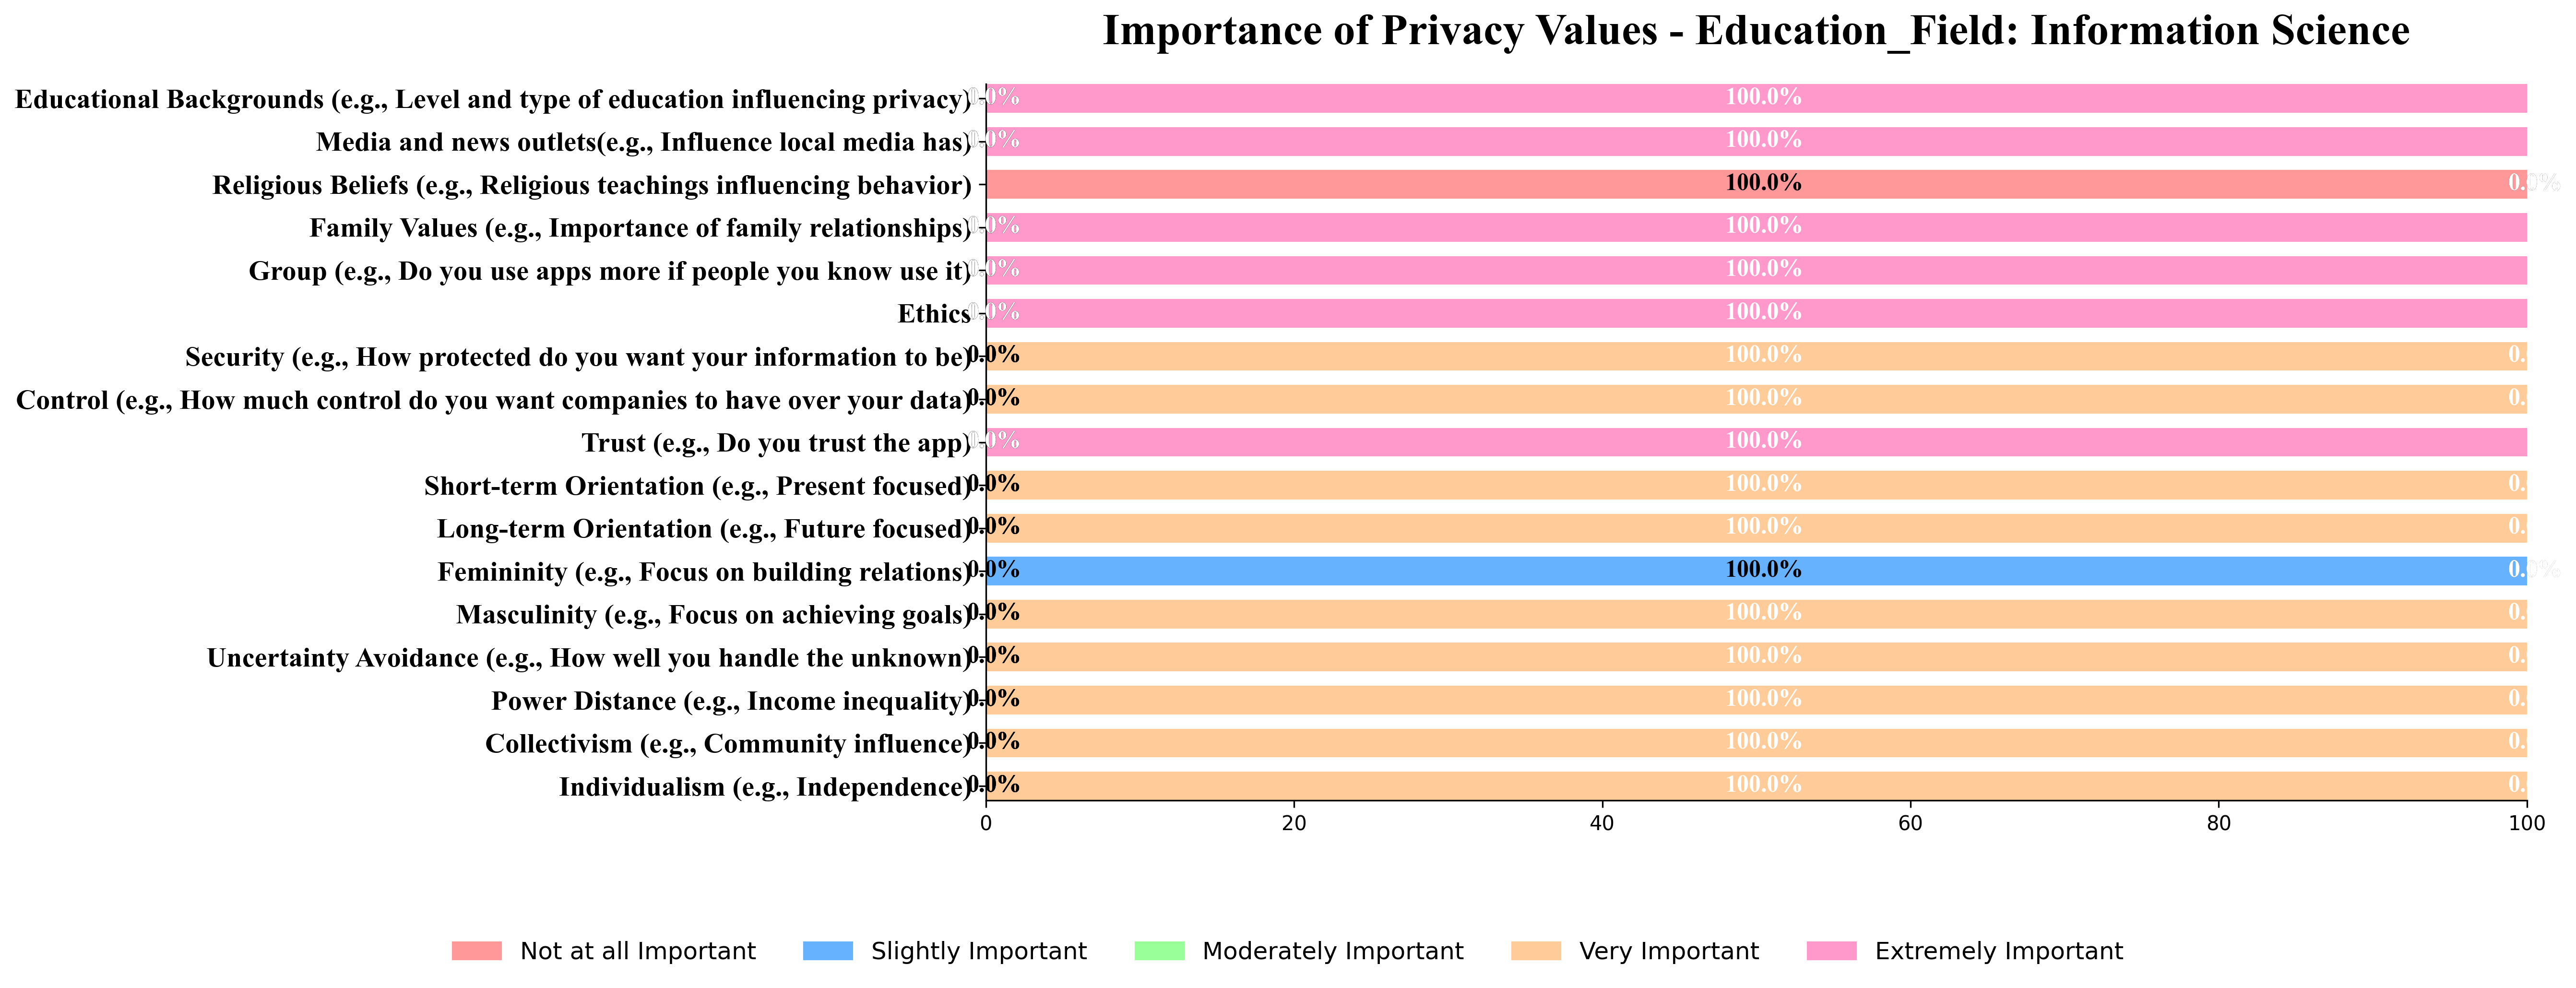 Importance of Privacy Values - Education_Field: Information Science
Educational Backgrounds (e.g., Level and type of education influencing privacy) 0.0% 100.0%
Media and news outlets(e.g., Influence local media has) 0.0% 100.0%
Religious Beliefs (e.g., Religious teachings influencing behavior) 100.0% 0.0%
Family Values (e.g., Importance of family relationships) 0.0% 100.0%
Group (e.g., Do you use apps more if people you know use it) 0.0% 100.0%
Ethics 0.0% 100.0%
Security (e.g., How protected do you want your information to be) 0.0% 100.0% 0.
Control (e.g., How much control do you want companies to have over your data) 0.0% 100.0% 0.
Trust (e.g., Do you trust the app) 0.0% 100.0%
Short-term Orientation (e.g., Present focused) 0.0% 100.0% 0.
Long-term Orientation (e.g., Future focused) 0.0% 100.0% 0.
Femininity (e.g., Focus on building relations) 0.0% 100.0% 0.0%
Masculinity (e.g., Focus on achieving goals) 0.0% 100.0% 0.
Uncertainty Avoidance (e.g., How well you handle the unknown) 0.0% 100.0% 0.
Power Distance (e.g., Income inequality) 0.0% 100.0% 0.
Collectivism (e.g., Community influence) 0.0% 100.0% 0.
Individualism (e.g., Independence) 0.0% 100.0% 0.
0 20 40 60 80 100
Not at all Important Slightly Important Moderately Important Very Important Extremely Important